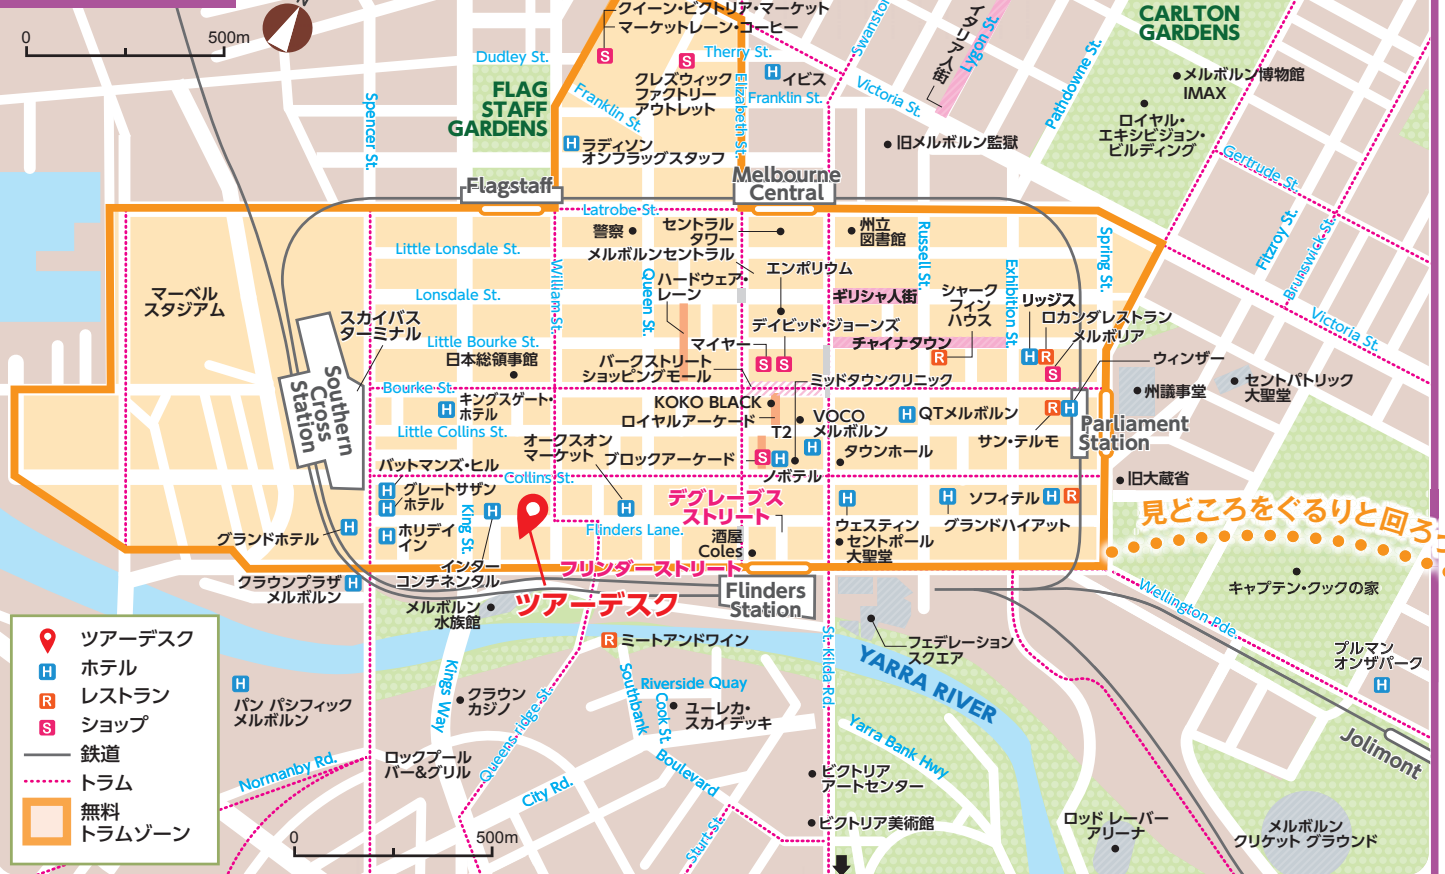 0
500m
N
クイーン・ビクトリア・マーケット
マーケットレーン・コーヒー
S
S
Therry St.
クレズウィック
ファクトリー
アウトレット
H
イビス
Franklin St.
Franklin St.
Elizabeth St.
Swanston
イタリア人街
Lygon St.
Victoria St.
Pathdowne St.
CARLTON
GARDENS
メルボルン博物館
IMAX
ロイヤル・
エキシビジョン・
ビルディング
旧メルボルン監獄
Dudley St.
FLAG
STAFF
GARDENS
Spencer St.
H
ラディソン
オンフラッグスタッフ
Flagstaff
Melbourne
Central
Gertrude St.
Fitzroy St.
Brunswick St.
Victoria St.
Latrobe St.
警察
セントラル
タワー
州立
図書館
Russell St.
Spring St.
Exhibition St.
Little Lonsdale St.
メルボルンセントラル
エンポリウム
William St.
Queen St.
ハードウェア・
レーン
Lonsdale St.
ギリシャ人街
シャーク
フィン
ハウス
リッジス
ロカンダレストラン
メルボリア
マーベル
スタジアム
スカイバス
ターミナル
Southern
Cross
Station
Little Bourke St.
日本総領事館
デイビッド・ジョーンズ
マイヤー
S
S
チャイナタウン
R
H
R
S
ウィンザー
バークストリート
ショッピングモール
ミッドタウンクリニック
州議事堂
セントパトリック
大聖堂
Bourke St.
H
キングスゲート・
ホテル
KOKO BLACK
ロイヤルアーケード
T2
VOCO
メルボルン
H
H
QTメルボルン
R
H
サン・テルモ
Parliament
Station
Little Collins St.
オークスオン
マーケット
ブロックアーケード
S
H
ノボテル
タウンホール
バットマンズ・ヒル
Collins St.
旧大蔵省
H
グレートサザン
H
ホテル
King St.
H
H
デグレーブス
ストリート
H
H
ソフィテル
H
R
見どころをぐるりと回ろ
Flinders Lane.
H
グランドホテル
H
ホリデイ
イン
酒屋
Coles
ウェスティン
セントポール
大聖堂
グランドハイアット
インター
コンチネンタル
フリンダーストリート
クラウンプラザ
メルボルン
H
ツアーデスク
Flinders
Station
キャプテン・クックの家
Wellington Pde.
メルボルン
水族館
R
ミートアンドワイン
フェデレーション
スクエア
YARRA RIVER
St. Kilda Rd.
プルマン
オンザパーク
H
Jolimont
ツアーデスク
H
ホテル
R
レストラン
S
ショップ
鉄道
トラム
無料
トラムゾーン
H
パン パシフィック
メルボルン
Kings Way
クラウン
カジノ
Queensridge St.
Southbank
Boulevard
Riverside Quay
Cook St.
ユーレカ・
スカイデッキ
Yarra Bank Hwy
Normanby Rd.
ロックプール
バー&グリル
City Rd.
Sturt St.
ビクトリア
アートセンター
ビクトリア美術館
ロッド レーバー
アリーナ
メルボルン
クリケット グラウンド
0
500m